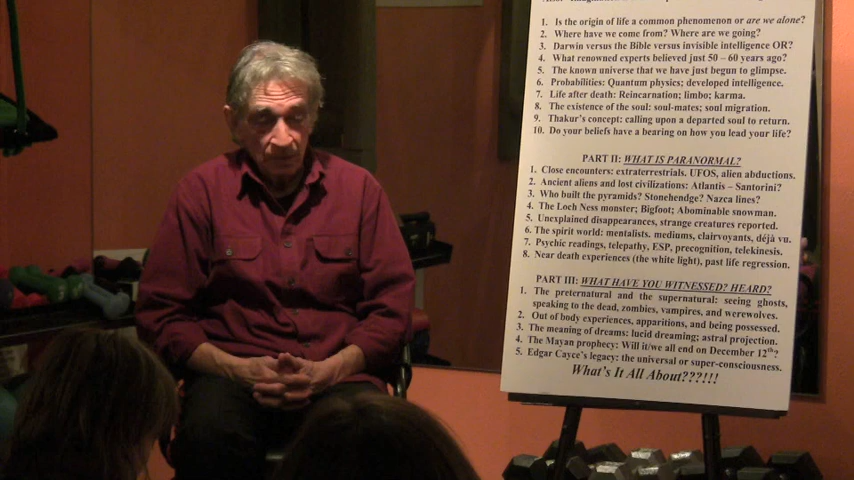 1. Is the origin of life a common phenomenon or are we alone?
2. Where have we come from? Where are we going?
3. Darwin versus the Bible versus invisible intelligence OR?
4. What renowned experts believed just 50 – 60 years ago?
5. The known universe that we have just begun to glimpse.
6. Probabilities: Quantum physics; developed intelligence.
7. Life after death: Reincarnation; limbo; karma.
8. The existence of the soul: soul-mates; soul migration.
9. Thakur's concept: calling upon a departed soul to return.
10. Do your beliefs have a bearing on how you lead your life?
PART II: WHAT IS PARANORMAL?
1. Close encounters: extraterrestrials. UFOS, alien abductions.
2. Ancient aliens and lost civilizations: Atlantis – Santorini?
3. Who built the pyramids? Stonehendge? Nazca lines?
4. The Loch Ness monster; Bigfoot; Abominable snowman.
5. Unexplained disappearances, strange creatures reported.
6. The spirit world: mentalists. mediums, clairvoyants, déjà vu.
7. Psychic readings, telepathy, ESP, precognition, telekinesis.
8. Near death experiences (the white light), past life regression.
PART III: WHAT HAVE YOU WITNESSED? HEARD?
1. The preternatural and the supernatural: seeing ghosts,
speaking to the dead, zombies, vampires, and werewolves.
2. Out of body experiences, apparitions, and being possessed.
3. The meaning of dreams: lucid dreaming; astral projection.
4. The Mayan prophecy: Will it/we all end on December 12th?
5. Edgar Cayce's legacy: the universal or super-consciousness.
What's It All About???!!!